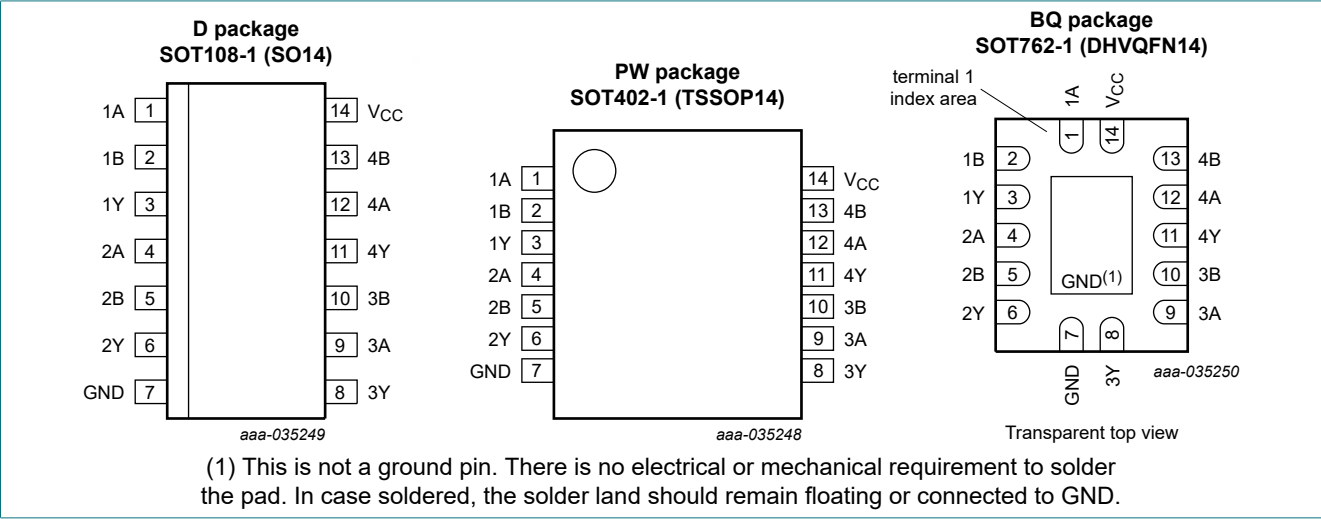 D package
SOT108-1 (SO14)
1A 1 14 VCC
1B 2 13 4B
1Y 3 12 4A
2A 4 11 4Y
2B 5 10 3B
2Y 6 9 3A
GND 7 8 3Y
aaa-035249
PW package
SOT402-1 (TSSOP14)
1A 1 14 VCC
1B 2 13 4B
1Y 3 12 4A
2A 4 11 4Y
2B 5 10 3B
2Y 6 9 3A
GND 7 8 3Y
aaa-035248
BQ package
SOT762-1 (DHVQFN14)
terminal 1
index area
1A VCC
1 14
1B 2 13 4B
1Y 3 12 4A
2A 4 11 4Y
2B 5 10 3B
GND(1)
2Y 6 9 3A
7 8
GND 3Y
aaa-035250
Transparent top view
(1) This is not a ground pin. There is no electrical or mechanical requirement to solder
the pad. In case soldered, the solder land should remain floating or connected to GND.